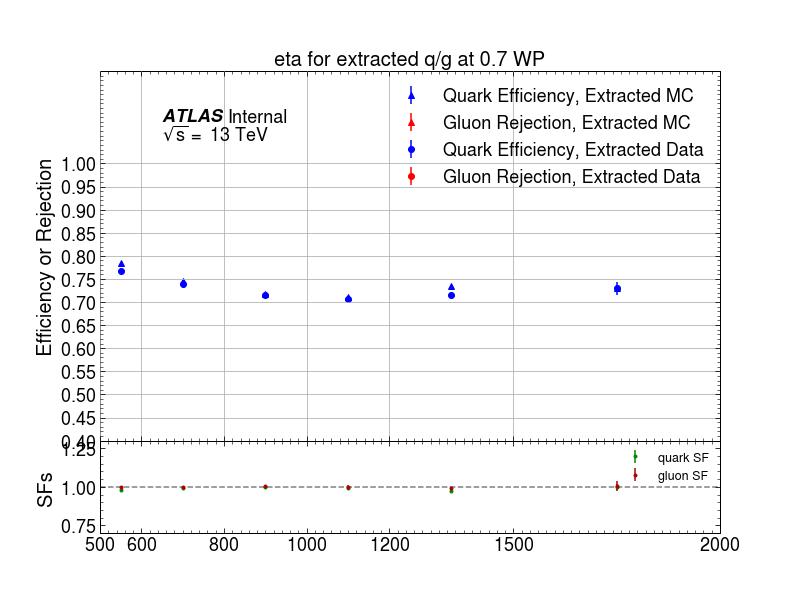 eta for extracted q/g at 0.7 WP
ATLAS Internal
√s = 13 TeV
Quark Efficiency, Extracted MC
Gluon Rejection, Extracted MC
Quark Efficiency, Extracted Data
Gluon Rejection, Extracted Data
Efficiency or Rejection
1.00
0.95
0.90
0.85
0.80
0.75
0.70
0.65
0.60
0.55
0.50
0.45
0.40
SFs
1.25
1.00
0.75
quark SF
gluon SF
500 600 800 1000 1200 1500 2000